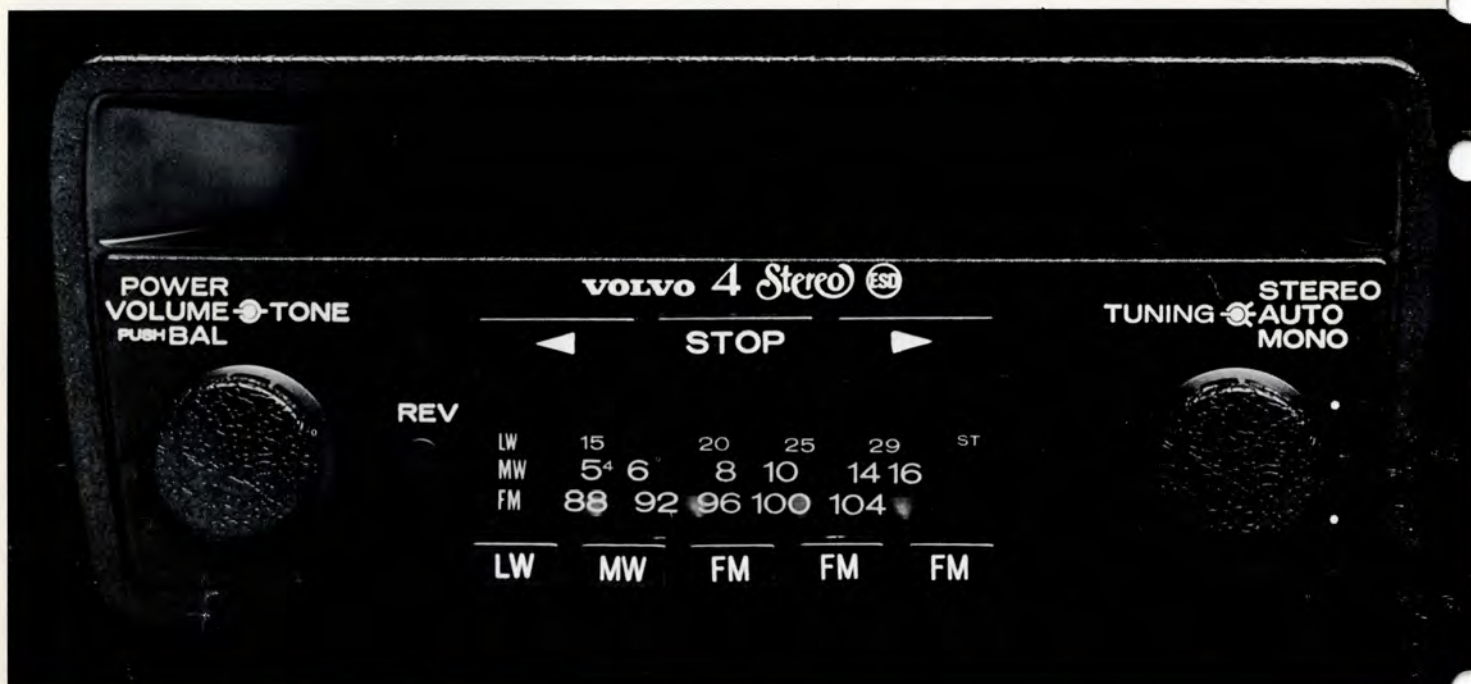 VOLVO 4 Stereo ESD
POWER
VOLUME TONE
PUSH BAL
STOP
TUNING
STEREO
AUTO
MONO
REV
LW 15 20 25 29 ST
MW 5⁴ 6 8 10 14 16
FM 88 92 96 100 104
LW MW FM FM FM